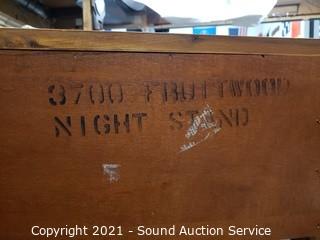 3700 FRUITWOOD
NIGHT STAND
Copyright 2021 - Sound Auction Service